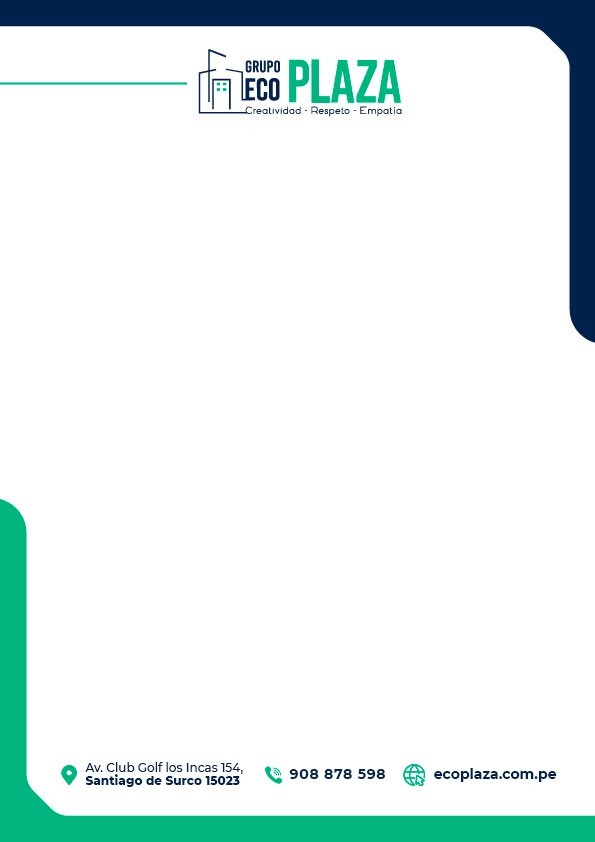 GRUPO
ECO PLAZA
Creatividad - Respeto - Empatía
Av. Club Golf los Incas 154,
Santiago de Surco 15023
908 878 598
ecoplaza.com.pe